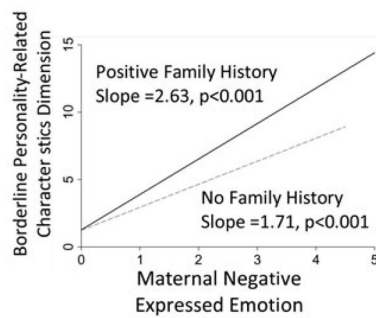 Borderline Personality-Related
Character stics Dimension
15
10
5
0
Positive Family History
Slope =2.63, p<0.001
No Family History
Slope =1.71, p<0.001
0 1 2 3 4 5
Maternal Negative
Expressed Emotion